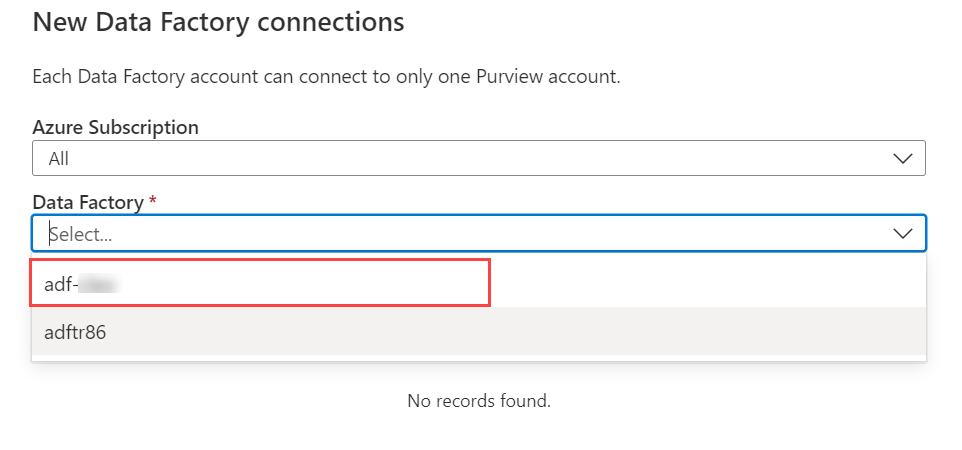 New Data Factory connections
Each Data Factory account can connect to only one Purview account.
Azure Subscription
All
Data Factory *
Select...
adf-
adftr86
No records found.